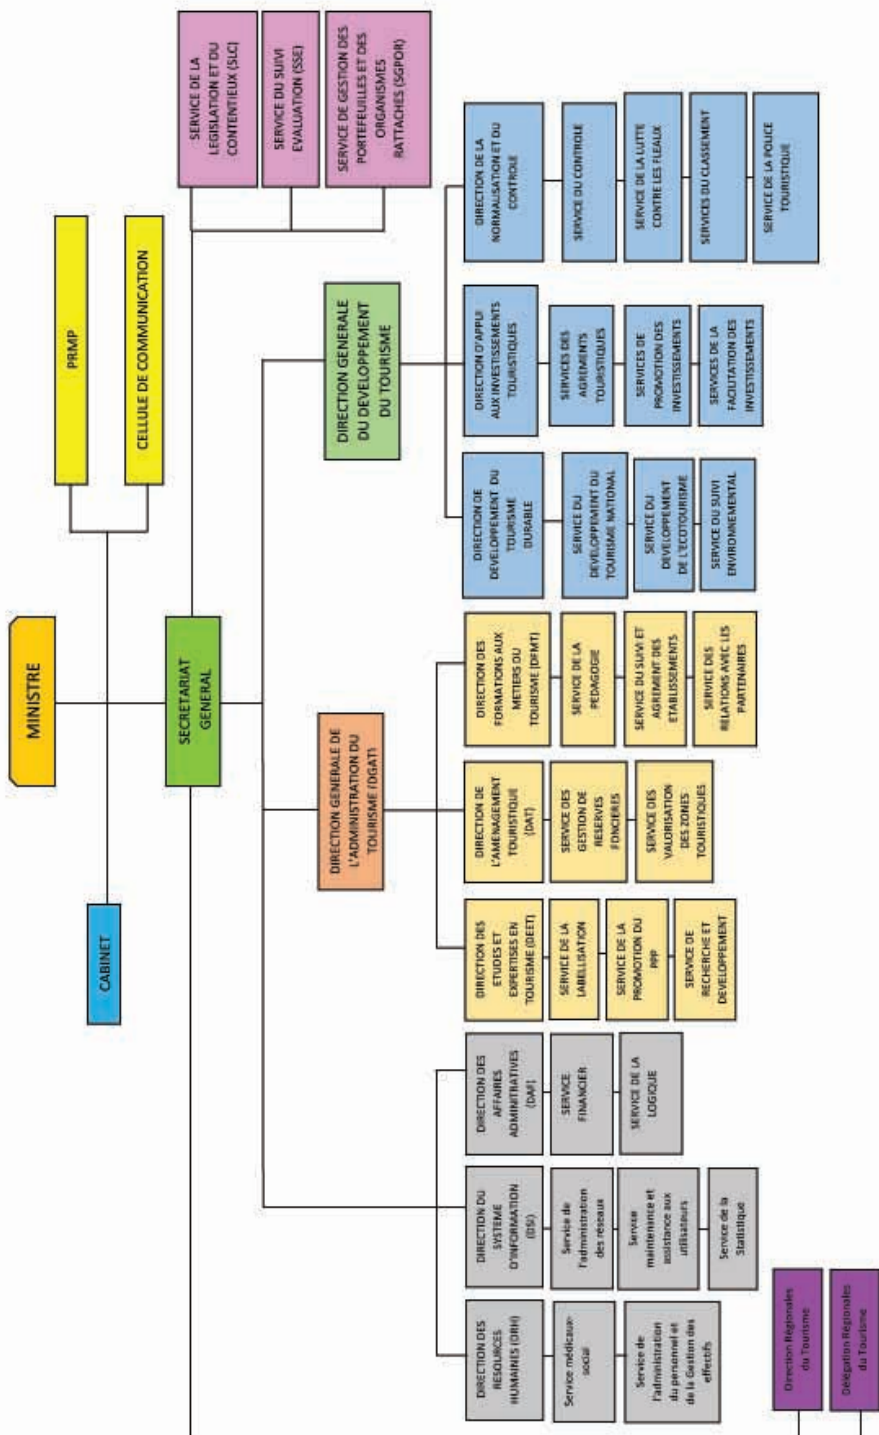 MINISTRE
PRMP
CELLULE DE COMMUNICATION
CABINET
SECRETARIAT
GENERAL
SERVICE DE LA
LEGISLATION ET DU
CONTENTIEUX (SLC)
SERVICE DU SUIVI
EVALUATION (SSE)
SERVICE DE GESTION DES
PORTEFEUILLES ET DES
ORGANISMES
RATTACHES (SGPOR)
DIRECTION GENERALE DE
L'ADMINISTRATION DU
TOURISME (DGAT)
DIRECTION GENERALE
DU DEVELOPPEMENT
DU TOURISME
DIRECTION DES
RESOURCES
HUMAINES (DRH)
Service médicaux-
social
Service de
l'administration
du personnel et
de la Gestion des
effectifs
DIRECTION DU
SYSTEME
D'INFORMATION
(DSI)
Service de
l'administration
des réseaux
Service
maintenance et
assistance aux
utilisateurs
Service de la
Statistique
DIRECTION DES
AFFAIRES
ADMINITRATIVES
(DAF)
SERVICE
FINANCIER
SERVICE DE LA
LOGIQUE
DIRECTION DES
ETUDES ET
EXPERTISES EN
TOURISME (DEET)
SERVICE DE LA
LABELLISATION
SERVICE DE LA
PROMOTION DU
PPP
SERVICE DE
RECHERCHE ET
DEVELOPPEMENT
DIRECTION DE
L'AMENAGEMENT
TOURISTIQUE
(DAT)
SERVICE DES
GESTION DE
RESERVES
FONCIERES
SERVICE DES
VALORISATION
DES ZONES
TOURISTIQUES
DIRECTION DES
FORMATIONS AUX
METIERS DU
TOURISME (DFMT)
SERVICE DE LA
PEDAGOGIE
SERVICE DU SUIVI ET
AGREMENT DES
ETABLISSEMENTS
SERVICE DES
RELATIONS AVEC LES
PARTENAIRES
DIRECTION DE
DEVELOPPEMENT DU
TOURISME
DURABLE
SERVICE DU
DEVELOPPEMENT DU
TOURISME NATIONAL
SERVICE DU
DEVELOPPEMENT
DE L'ECOTOURISME
SERVICE DU SUIVI
ENVIRONNEMENTAL
DIRECTION D'APPUI
AUX INVESTISSEMENTS
TOURISTIQUES
SERVICES DES
AGREMENTS
TOURISTIQUES
SERVICES DE
PROMOTION DES
INVESTISSEMENTS
SERVICES DE LA
FACILITATION DES
INVESTISSEMENTS
DIRECTION DE LA
NORMALISATION ET DU
CONTROLE
SERVICE DU CONTROLE
SERVICE DE LA LUTTE
CONTRE LES FLEAUX
SERVICES DU CLASSEMENT
SERVICE DE LA POLICE
TOURISTIQUE
Direction Régionales
du Tourisme
Délégation Régionales
du Tourisme